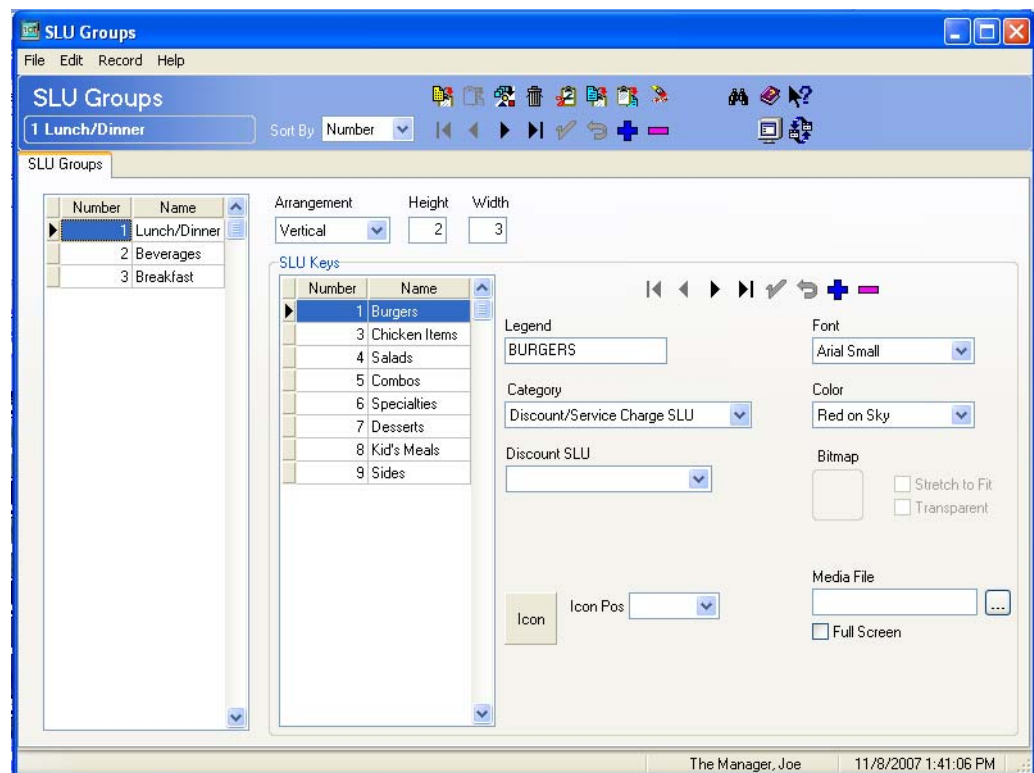 SLU Groups
File Edit Record Help
SLU Groups
1 Lunch/Dinner
Sort By Number
SLU Groups
Number Name
1 Lunch/Dinner
2 Beverages
3 Breakfast
Arrangement Height Width
Vertical 2 3
SLU Keys
Number Name
1 Burgers
3 Chicken Items
4 Salads
5 Combos
6 Specialties
7 Desserts
8 Kid's Meals
9 Sides
Legend
BURGERS
Font
Arial Small
Category
Discount/Service Charge SLU
Color
Red on Sky
Discount SLU
Bitmap
Stretch to Fit
Transparent
Icon
Icon Pos
Media File
...
Full Screen
The Manager, Joe 11/8/2007 1:41:06 PM